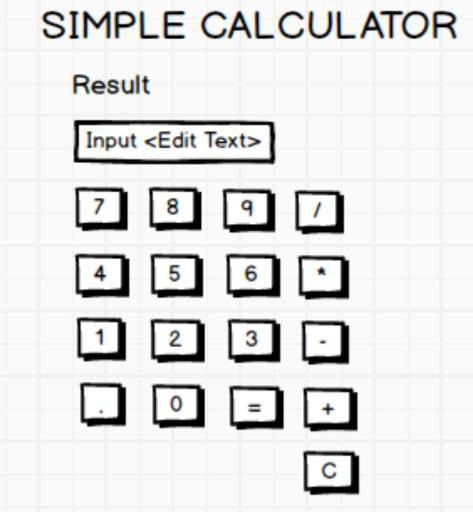 SIMPLE CALCULATOR
Result
Input <Edit Text>
7 8 9 /
4 5 6 *
1 2 3 -
. 0 = +
C